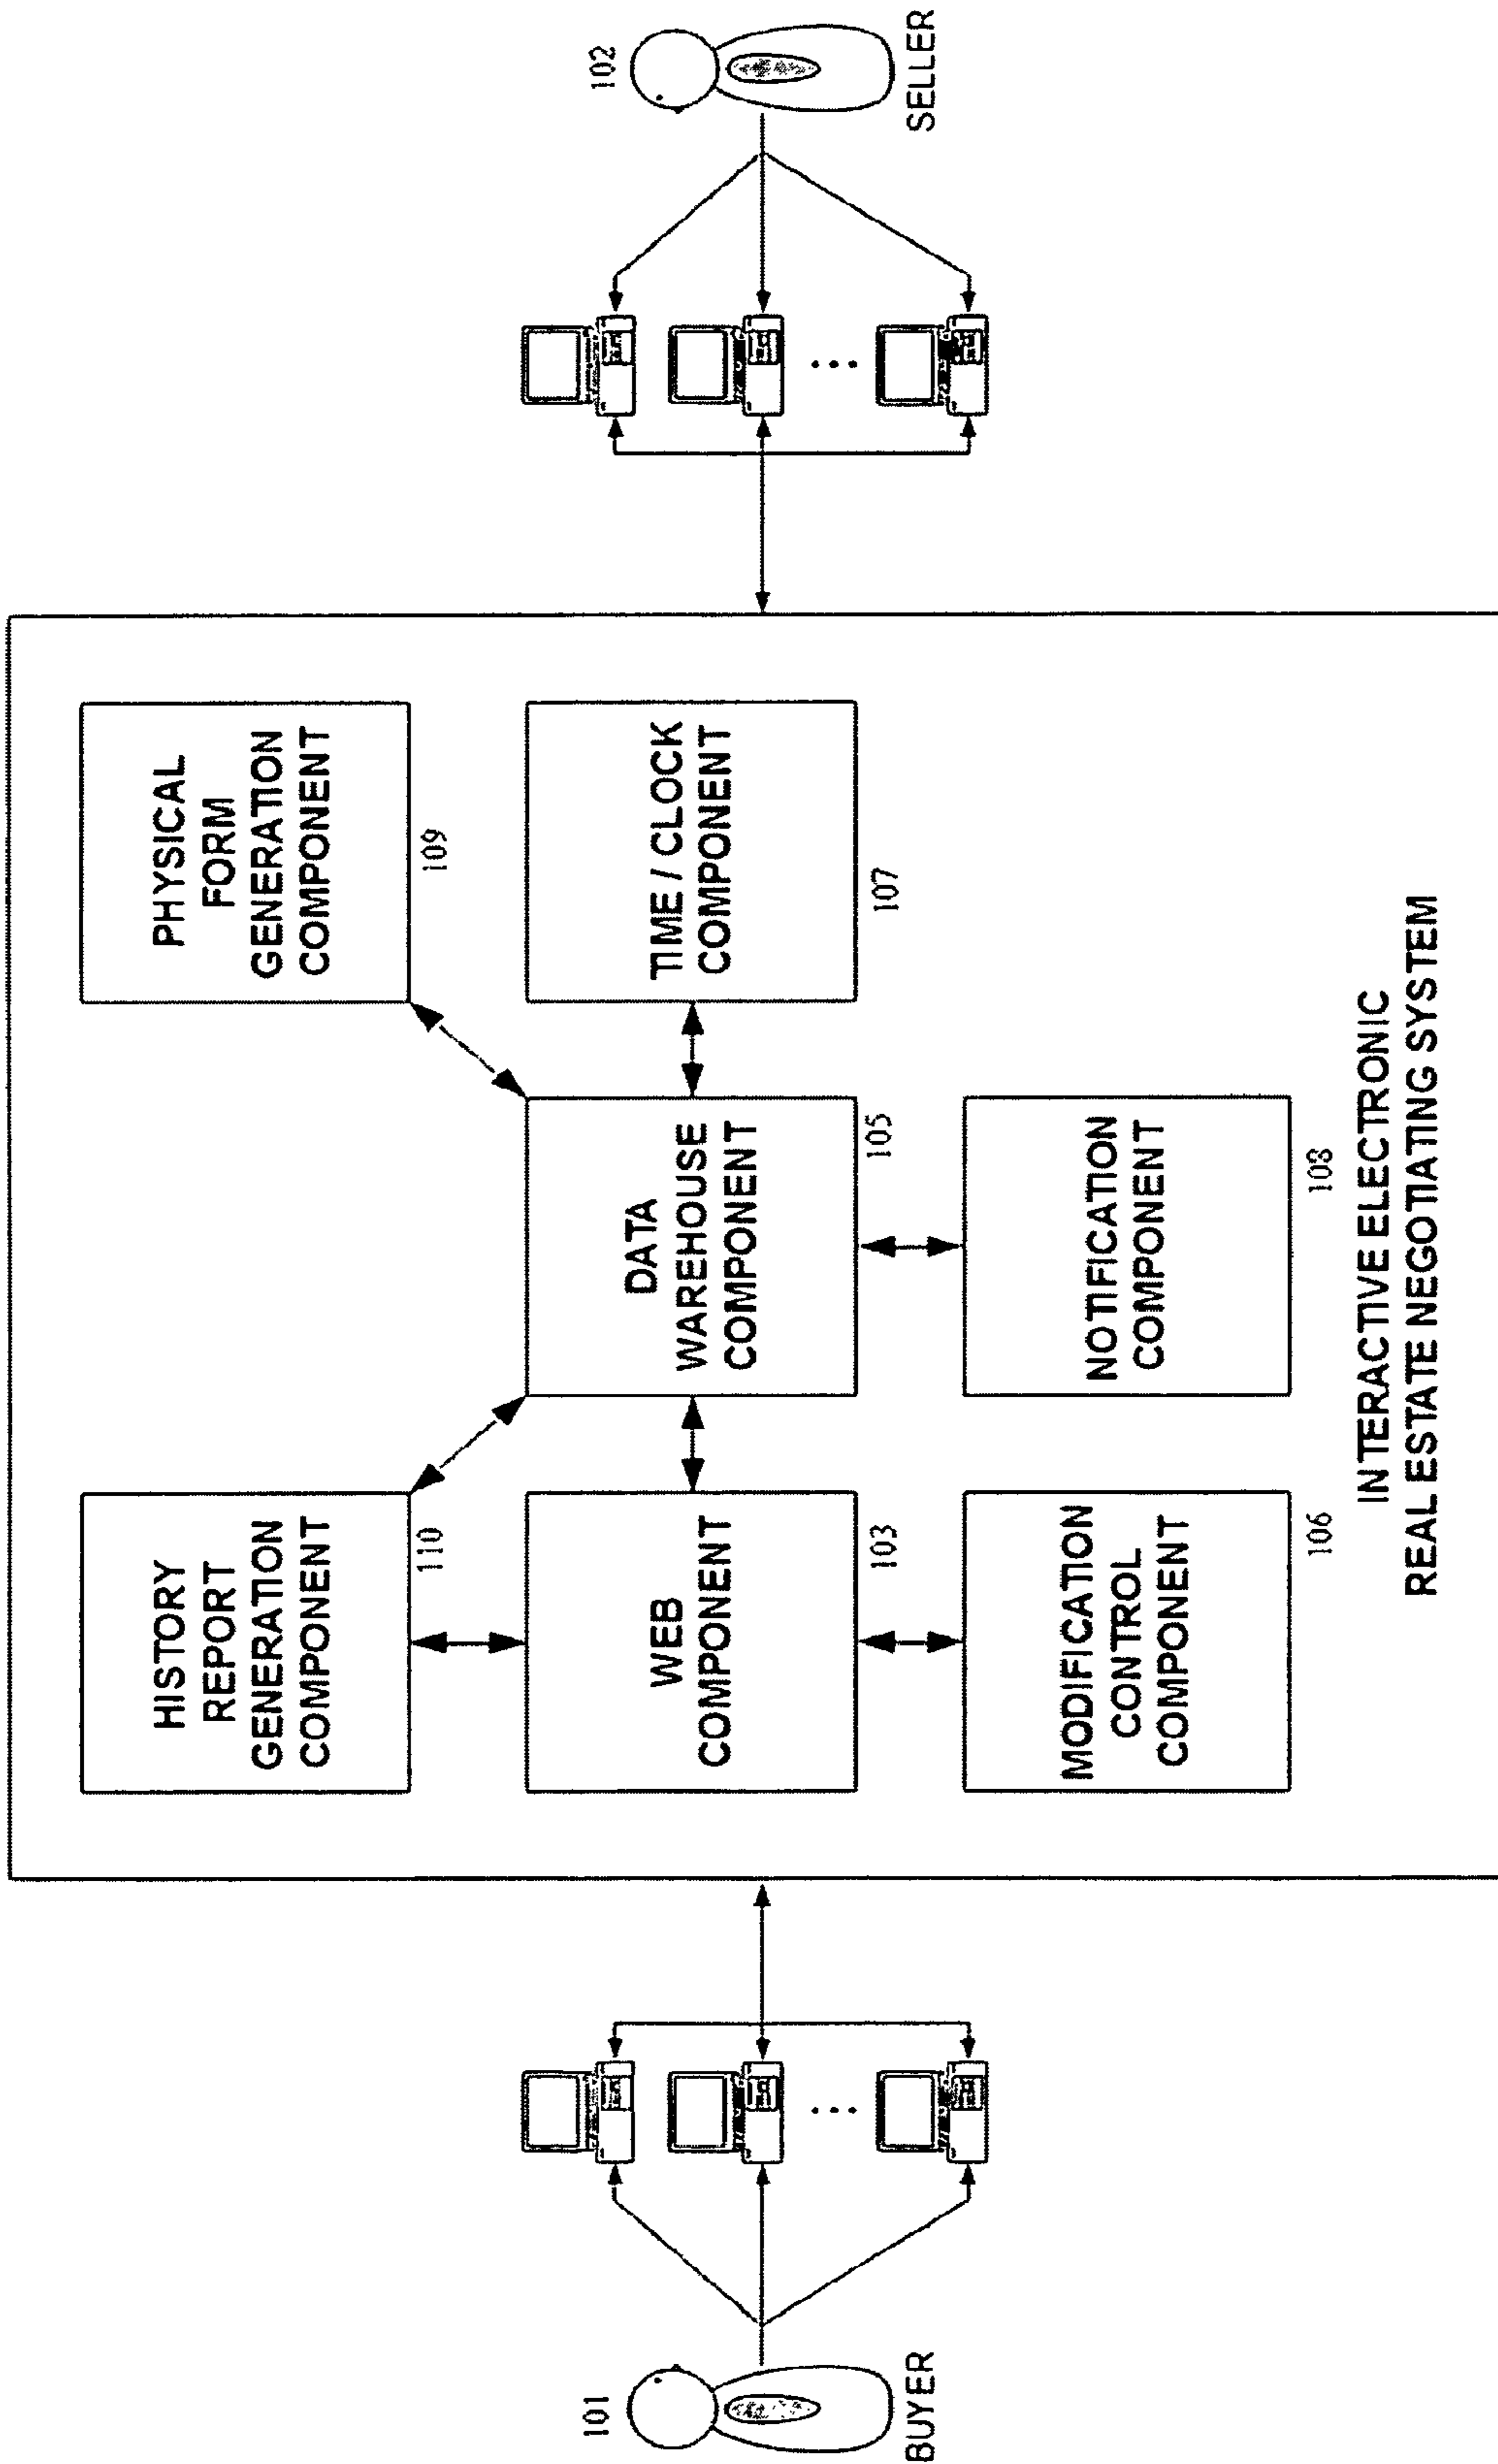 HISTORY
REPORT
GENERATION
COMPONENT
110
PHYSICAL
FORM
GENERATION
COMPONENT
109
101
BUYER
WEB
COMPONENT
103
DATA
WAREHOUSE
COMPONENT
105
TIME / CLOCK
COMPONENT
107
102
SELLER
MODIFICATION
CONTROL
COMPONENT
106
NOTIFICATION
COMPONENT
108
INTERACTIVE ELECTRONIC
REAL ESTATE NEGOTIATING SYSTEM